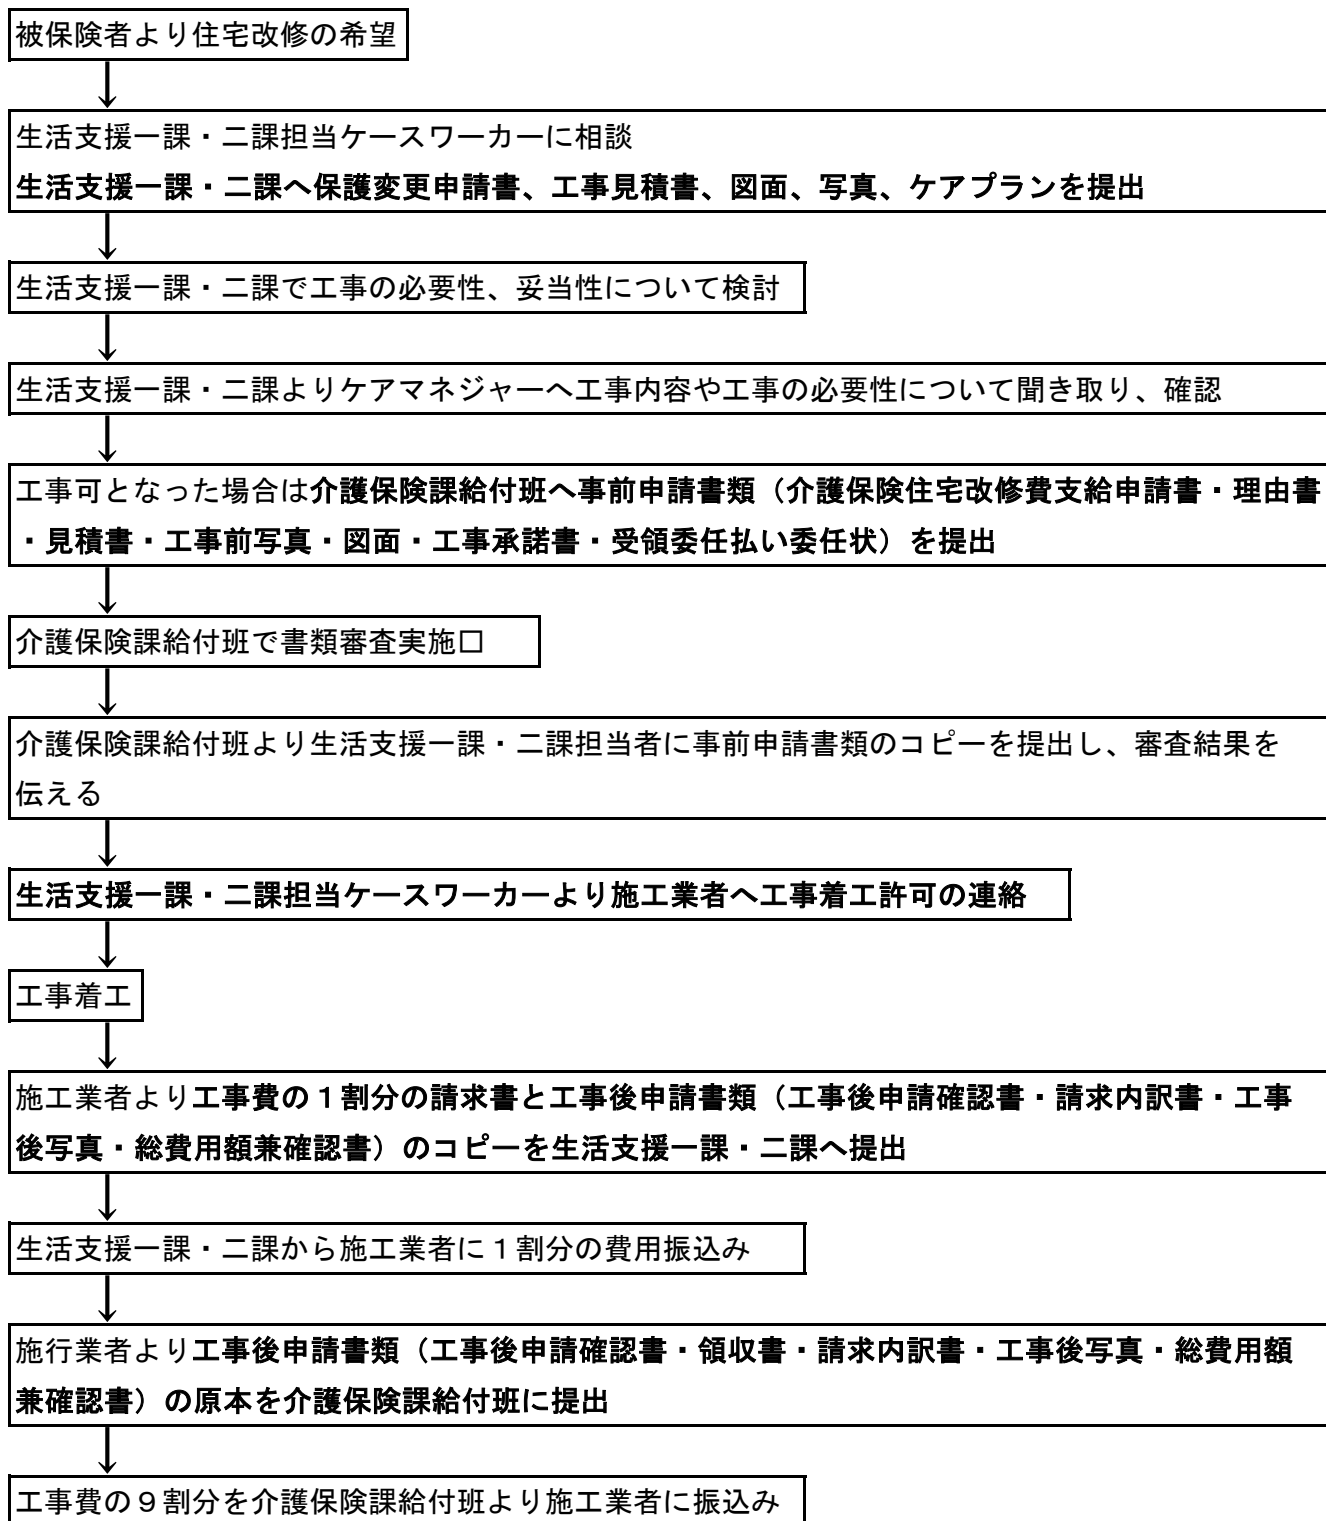 被保険者より住宅改修の希望
生活支援一課・二課担当ケースワーカーに相談
生活支援一課・二課へ保護変更申請書、工事見積書、図面、写真、ケアプランを提出
生活支援一課・二課で工事の必要性、妥当性について検討
生活支援一課・二課よりケアマネジャーへ工事内容や工事の必要性について聞き取り、確認
工事可となった場合は介護保険課給付班へ事前申請書類（介護保険住宅改修費支給申請書・理由書
・見積書・工事前写真・図面・工事承諾書・受領委任払い委任状）を提出
介護保険課給付班で書類審査実施□
介護保険課給付班より生活支援一課・二課担当者に事前申請書類のコピーを提出し、審査結果を
伝える
生活支援一課・二課担当ケースワーカーより施工業者へ工事着工許可の連絡
工事着工
施工業者より工事費の１割分の請求書と工事後申請書類（工事後申請確認書・請求内訳書・工事
後写真・総費用額兼確認書）のコピーを生活支援一課・二課へ提出
生活支援一課・二課から施工業者に１割分の費用振込み
施行業者より工事後申請書類（工事後申請確認書・領収書・請求内訳書・工事後写真・総費用額
兼確認書）の原本を介護保険課給付班に提出
工事費の９割分を介護保険課給付班より施工業者に振込み